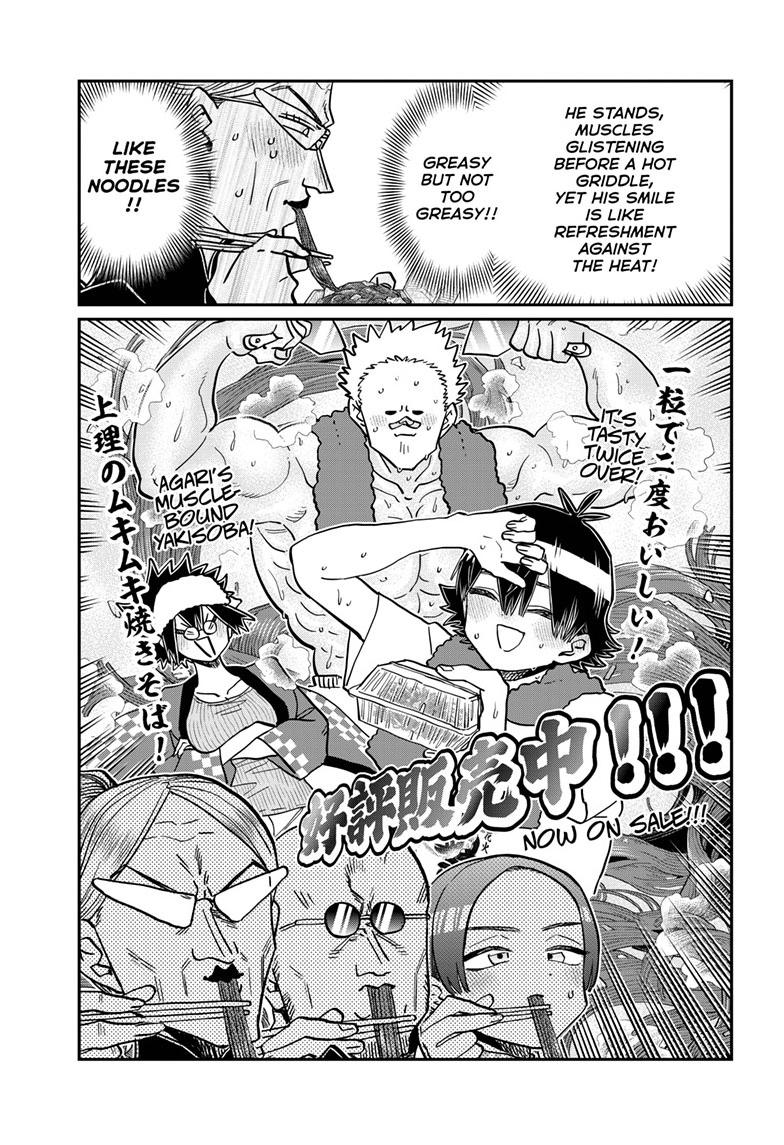 HE STANDS,
MUSCLES
GLISTENING
BEFORE A HOT
GRIDDLE,
YET HIS SMILE
IS LIKE
REFRESHMENT
AGAINST
THE HEAT!
GREASY
BUT NOT
TOO
GREASY!!
LIKE
THESE
NOODLES
!!
一粒で二度おいしい!
IT'S
TASTY
TWICE
OVER!
上理のムキムキ焼きそば!
AGARI'S
MUSCLE-
BOUND
YAKISOBA!
好評販売中!!!
NOW ON SALE!!!